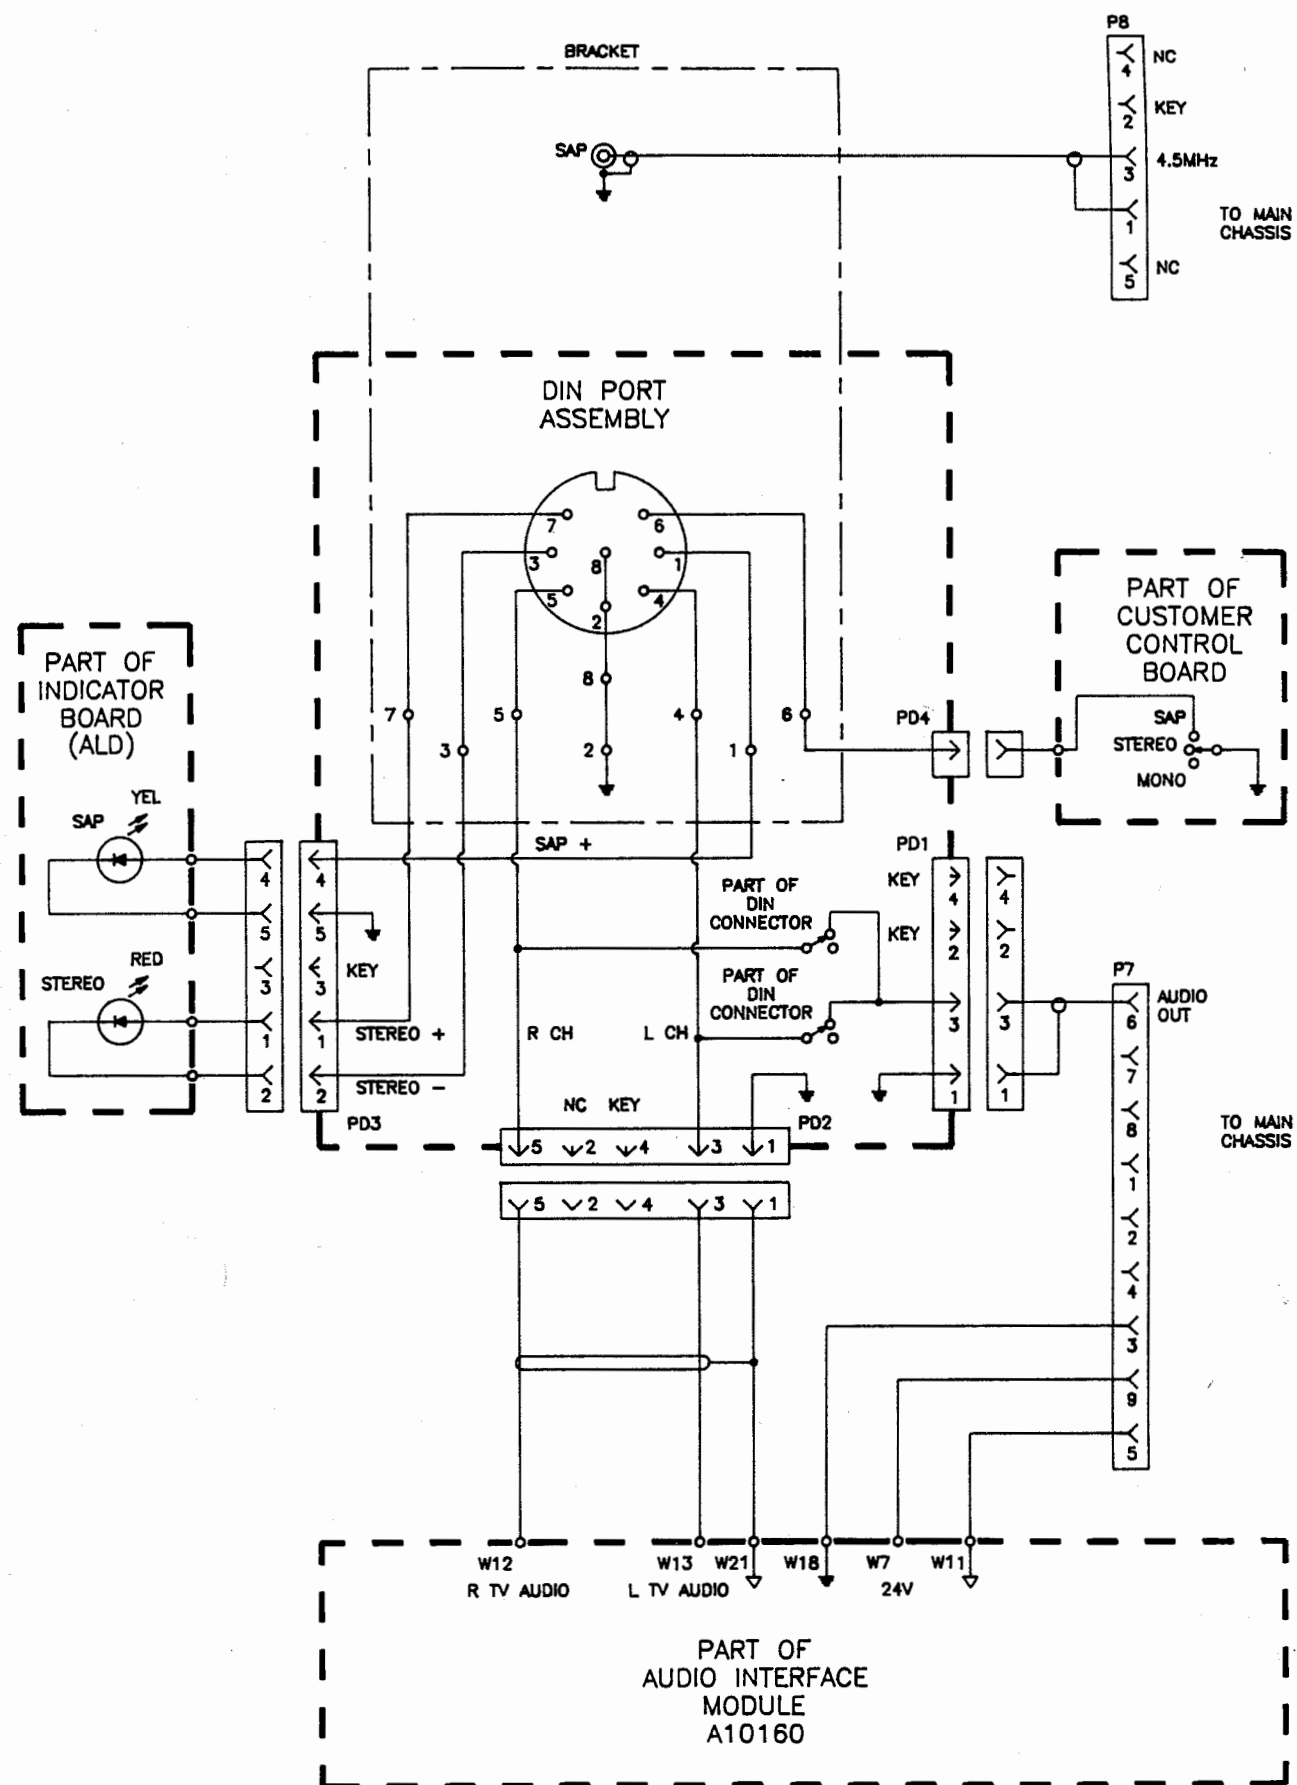 P8
BRACKET
4 NC
2 KEY
SAP
3 4.5MHz
1
TO MAIN
CHASSIS
5 NC
DIN PORT
ASSEMBLY
7 6
3 8 1
5 2 4
8
7 5 4 6
3 2 1
PART OF
CUSTOMER
CONTROL
BOARD
PD4
SAP
STEREO
MONO
PART OF
INDICATOR
BOARD
(ALD)
YEL
SAP
RED
STEREO
4
5
3
1
2
4
5
3 KEY
1
2
PD3
SAP +
STEREO +
STEREO -
R CH
L CH
PART OF
DIN
CONNECTOR
PART OF
DIN
CONNECTOR
PD1
KEY 4
KEY 2
3
1
4
2
3
1
NC KEY
PD2
5 2 4 3 1
5 2 4 3 1
P7
6 AUDIO
OUT
7
8
1
2
4
3
9
5
TO MAIN
CHASSIS
W12 W13 W21 W18 W7 W11
R TV AUDIO L TV AUDIO 24V
PART OF
AUDIO INTERFACE
MODULE
A10160